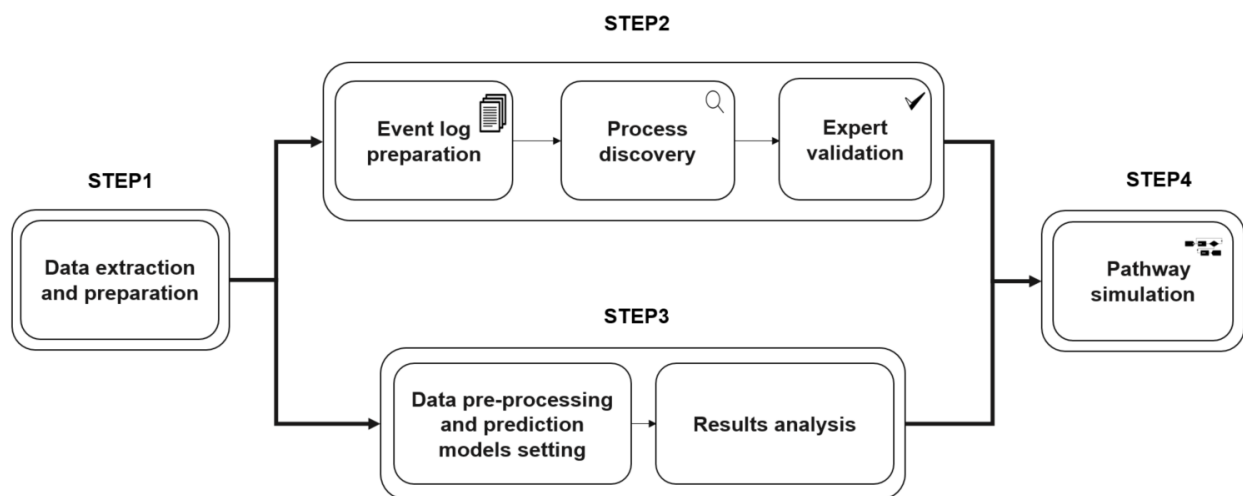 STEP2
Event log
preparation
Process
discovery
Expert
validation
STEP1
Data extraction
and preparation
STEP4
Pathway
simulation
STEP3
Data pre-processing
and prediction
models setting
Results analysis